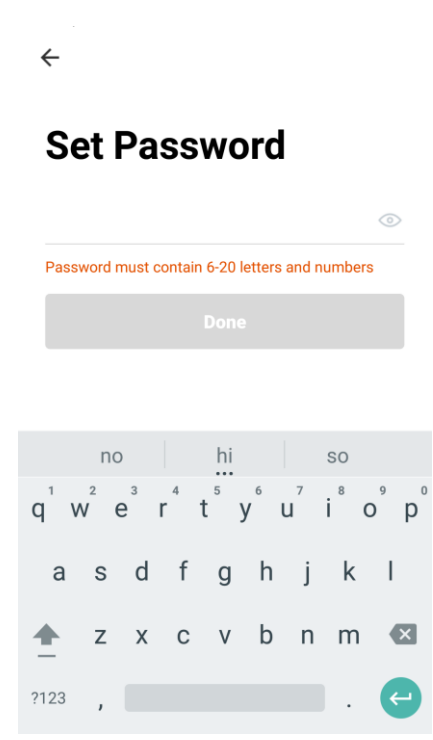 Set Password
Password must contain 6-20 letters and numbers
Done
no hi so
1 2 3 4 5 6 7 8 9 0
q w e r t y u i o p
a s d f g h j k l
z x c v b n m
?123 , .